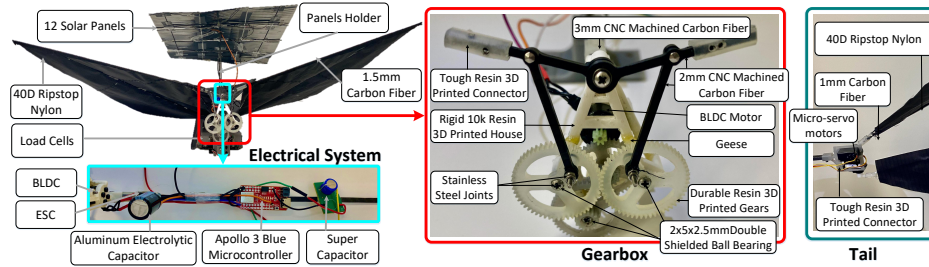 12 Solar Panels
Panels Holder
40D Ripstop
Nylon
1.5mm
Carbon Fiber
Load Cells
Electrical System
BLDC
ESC
Aluminum Electrolytic
Capacitor
Apollo 3 Blue
Microcontroller
Super
Capacitor
3mm CNC Machined Carbon Fiber
Tough Resin 3D
Printed Connector
2mm CNC Machined
Carbon Fiber
Rigid 10k Resin
3D Printed House
BLDC Motor
Geese
Stainless
Steel Joints
Durable Resin 3D
Printed Gears
2x5x2.5mmDouble
Shielded Ball Bearing
Gearbox
40D Ripstop Nylon
1mm Carbon
Fiber
Micro-servo
motors
Tough Resin 3D
Printed Connector
Tail